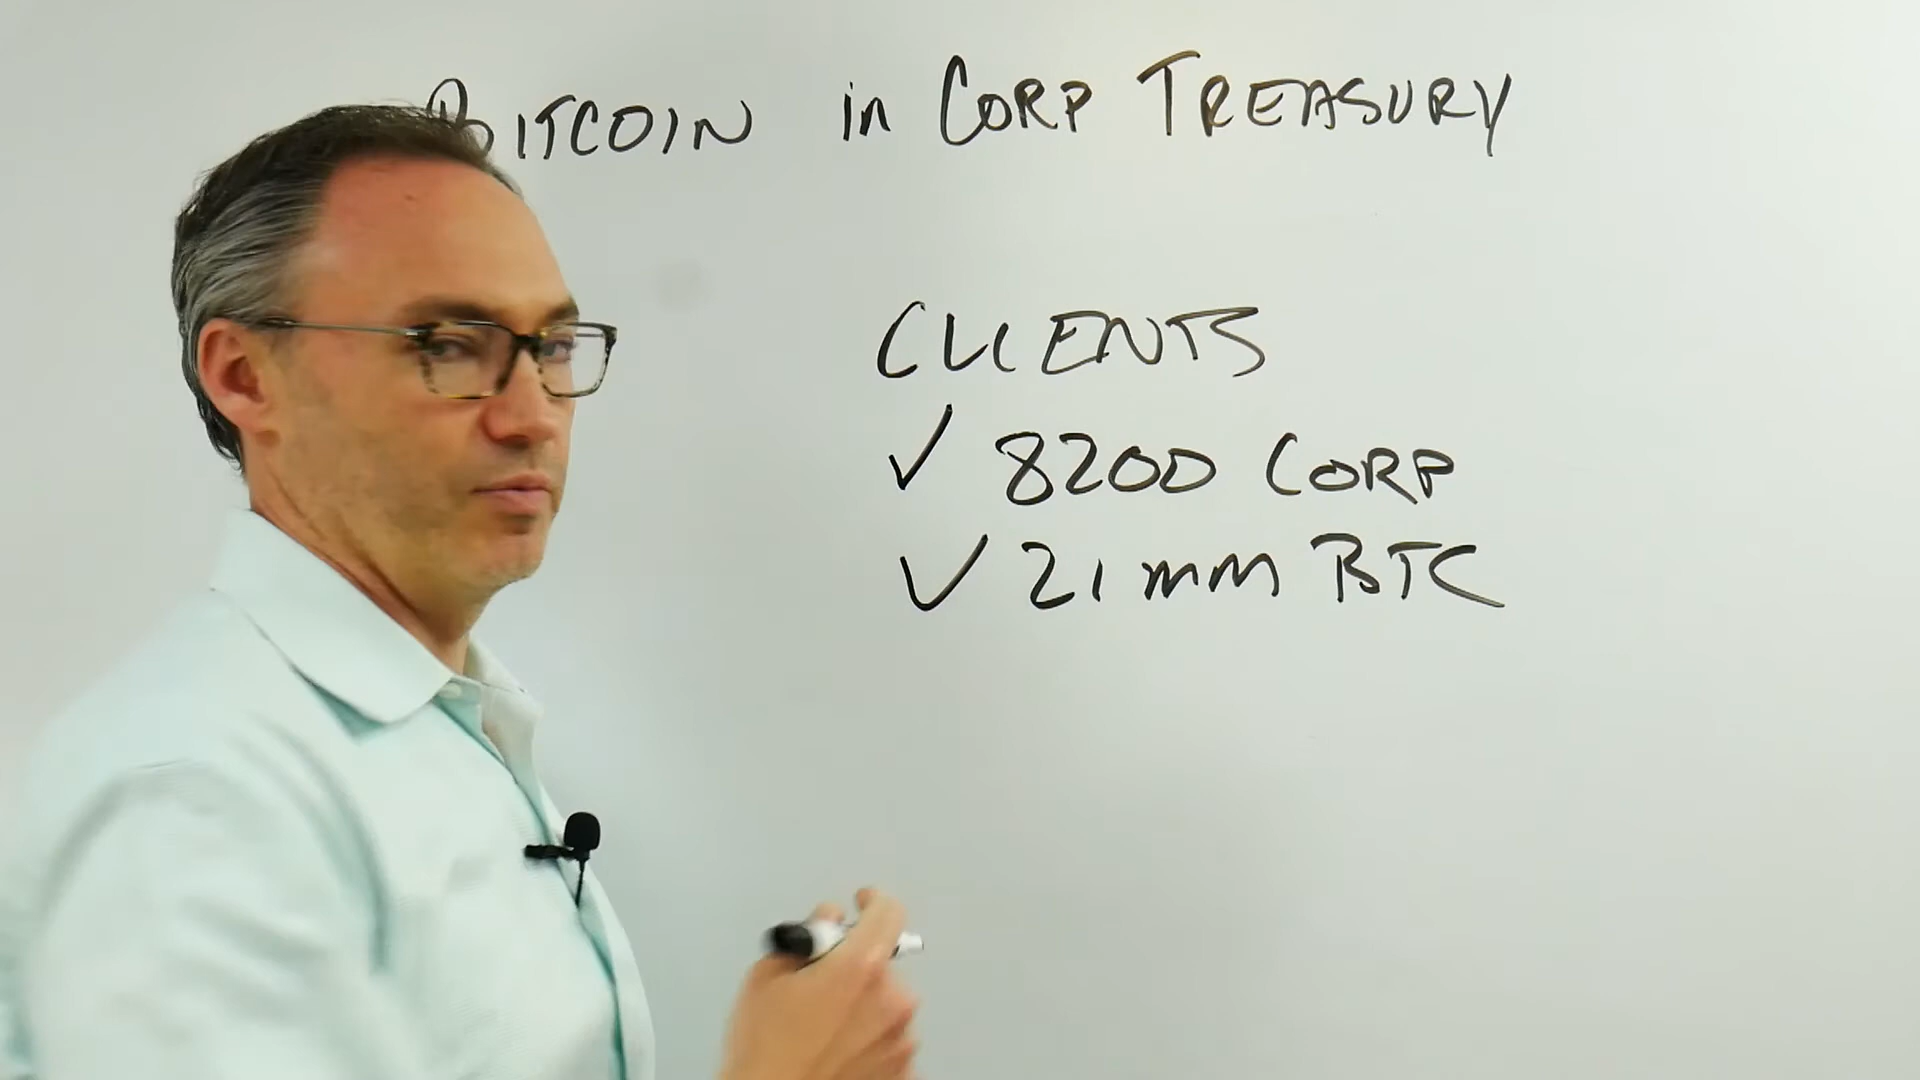 BITCOIN in CORP TREASURY
CLIENTS
✓ 8200 CORP
✓ 21 mm BTC